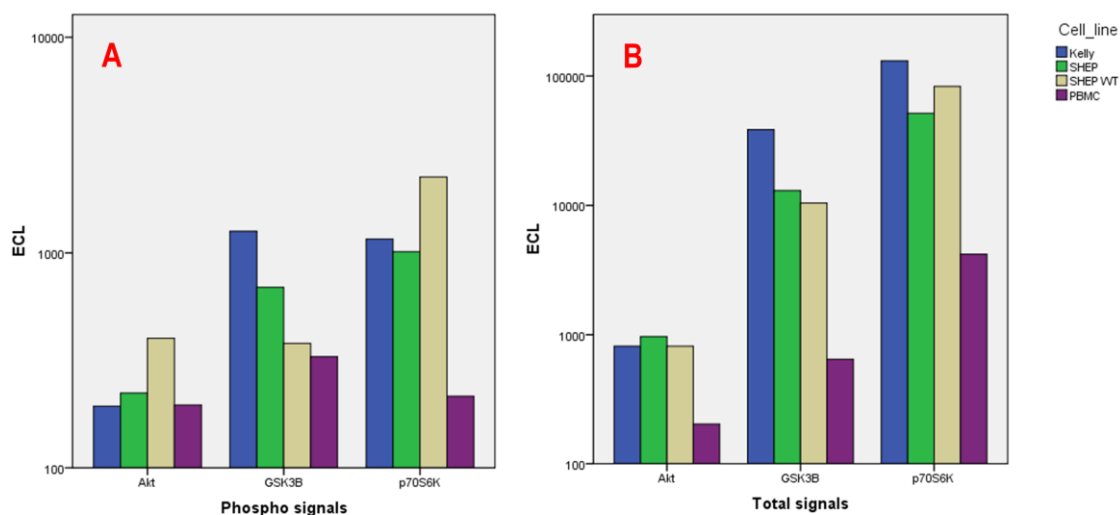 A
10000
1000
100
ECL
Akt
GSK3B
p70S6K
Phospho signals
B
100000
10000
1000
100
ECL
Akt
GSK3B
p70S6K
Total signals
Cell_line
Kelly
SHEP
SHEP WT
PBMC